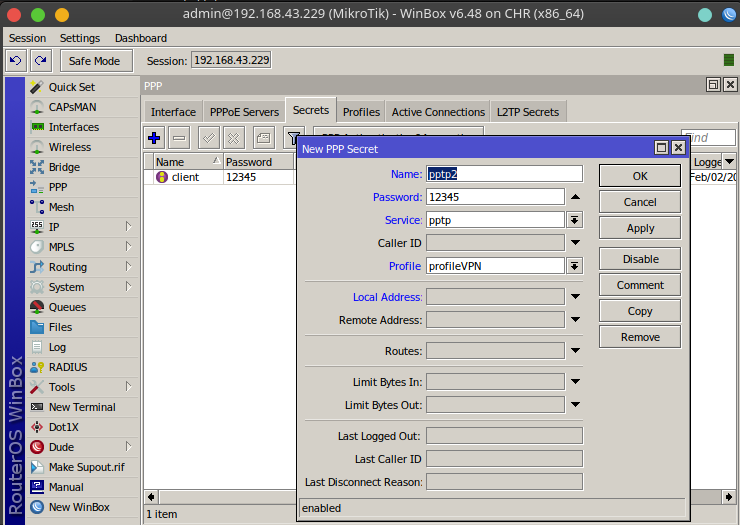 admin@192.168.43.229 (MikroTik) - WinBox v6.48 on CHR (x86_64)
Session Settings Dashboard
Safe Mode Session: 192.168.43.229
RouterOS WinBox
Quick Set
CAPsMAN
Interfaces
Wireless
Bridge
PPP
Mesh
IP
MPLS
Routing
System
Queues
Files
Log
RADIUS
Tools
New Terminal
Dot1X
Dude
Make Supout.rif
Manual
New WinBox
PPP
Interface PPPoE Servers Secrets Profiles Active Connections L2TP Secrets
Find
Name Password Logge
client 12345 Feb/02/20
1 item
New PPP Secret
Name: pptp2
Password: 12345
Service: pptp
Caller ID
Profile profileVPN
Local Address:
Remote Address:
Routes:
Limit Bytes In:
Limit Bytes Out:
Last Logged Out:
Last Caller ID
Last Disconnect Reason:
enabled
OK
Cancel
Apply
Disable
Comment
Copy
Remove